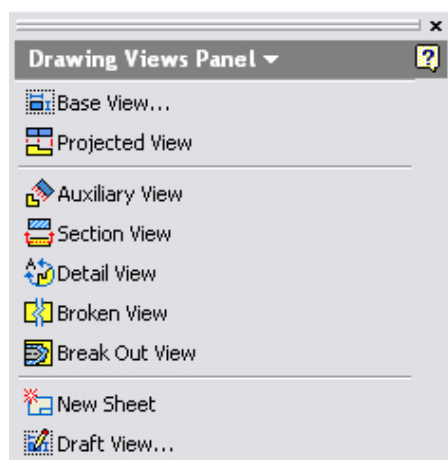 Drawing Views Panel
Base View...
Projected View
Auxiliary View
Section View
Detail View
Broken View
Break Out View
New Sheet
Draft View...